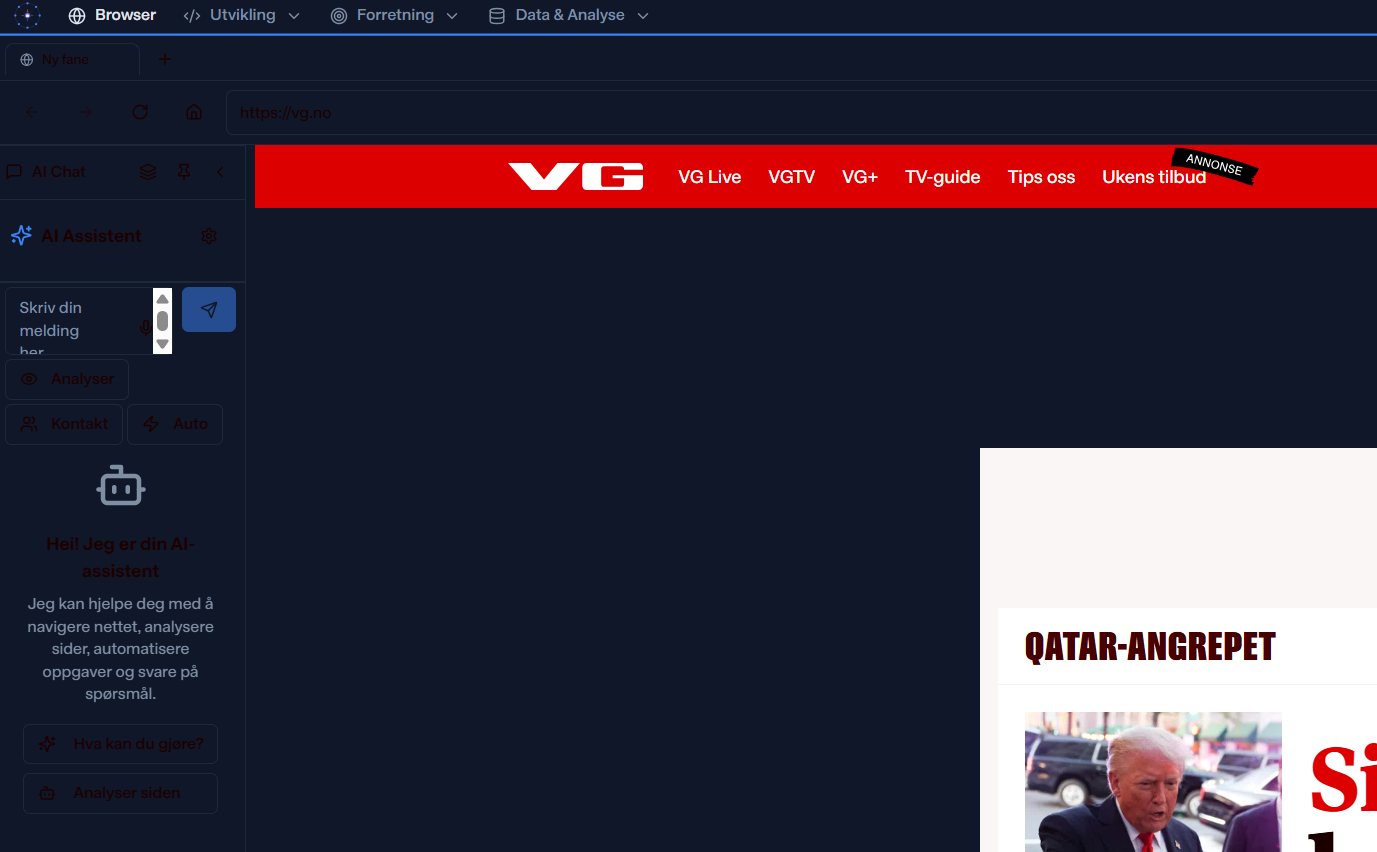 Browser Utvikling Forretning Data & Analyse
Ny fane
https://vg.no
AI Chat
VG VG Live VGTV VG+ TV-guide Tips oss Ukens tilbud
ANNONSE
AI Assistent
Skriv din
melding
her
Analyser
Kontakt Auto
Hei! Jeg er din AI-
assistent
Jeg kan hjelpe deg med å
navigere nettet, analysere
sider, automatisere
oppgaver og svare på
spørsmål.
Hva kan du gjøre?
Analyser siden
QATAR-ANGREPET
Si